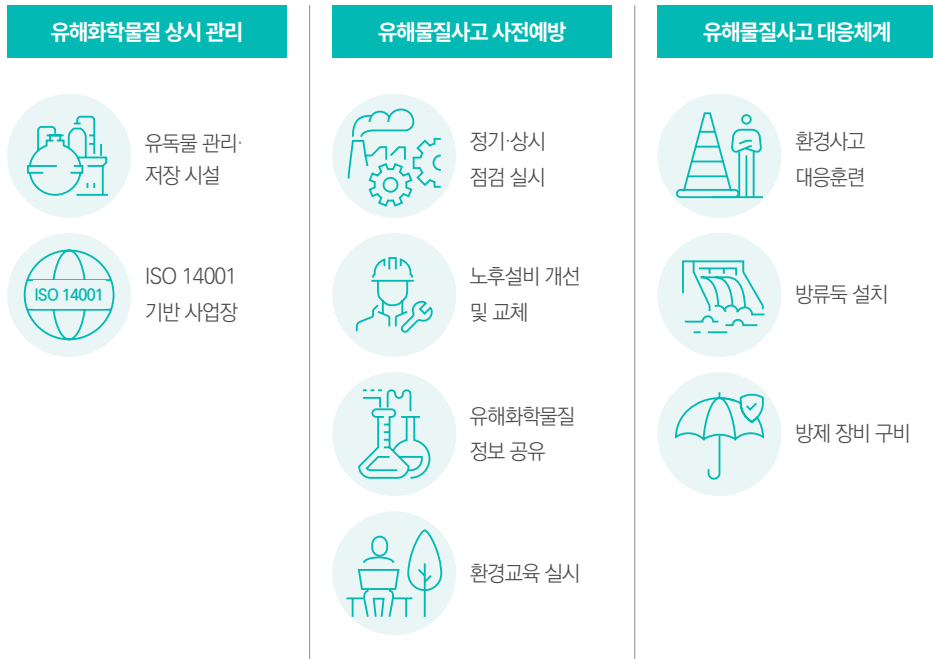 유해화학물질 상시 관리
유독물 관리·
저장 시설
ISO 14001
ISO 14001
기반 사업장
유해물질사고 사전예방
정기·상시
점검 실시
노후설비 개선
및 교체
유해화학물질
정보 공유
환경교육 실시
유해물질사고 대응체계
환경사고
대응훈련
방류둑 설치
방제 장비 구비